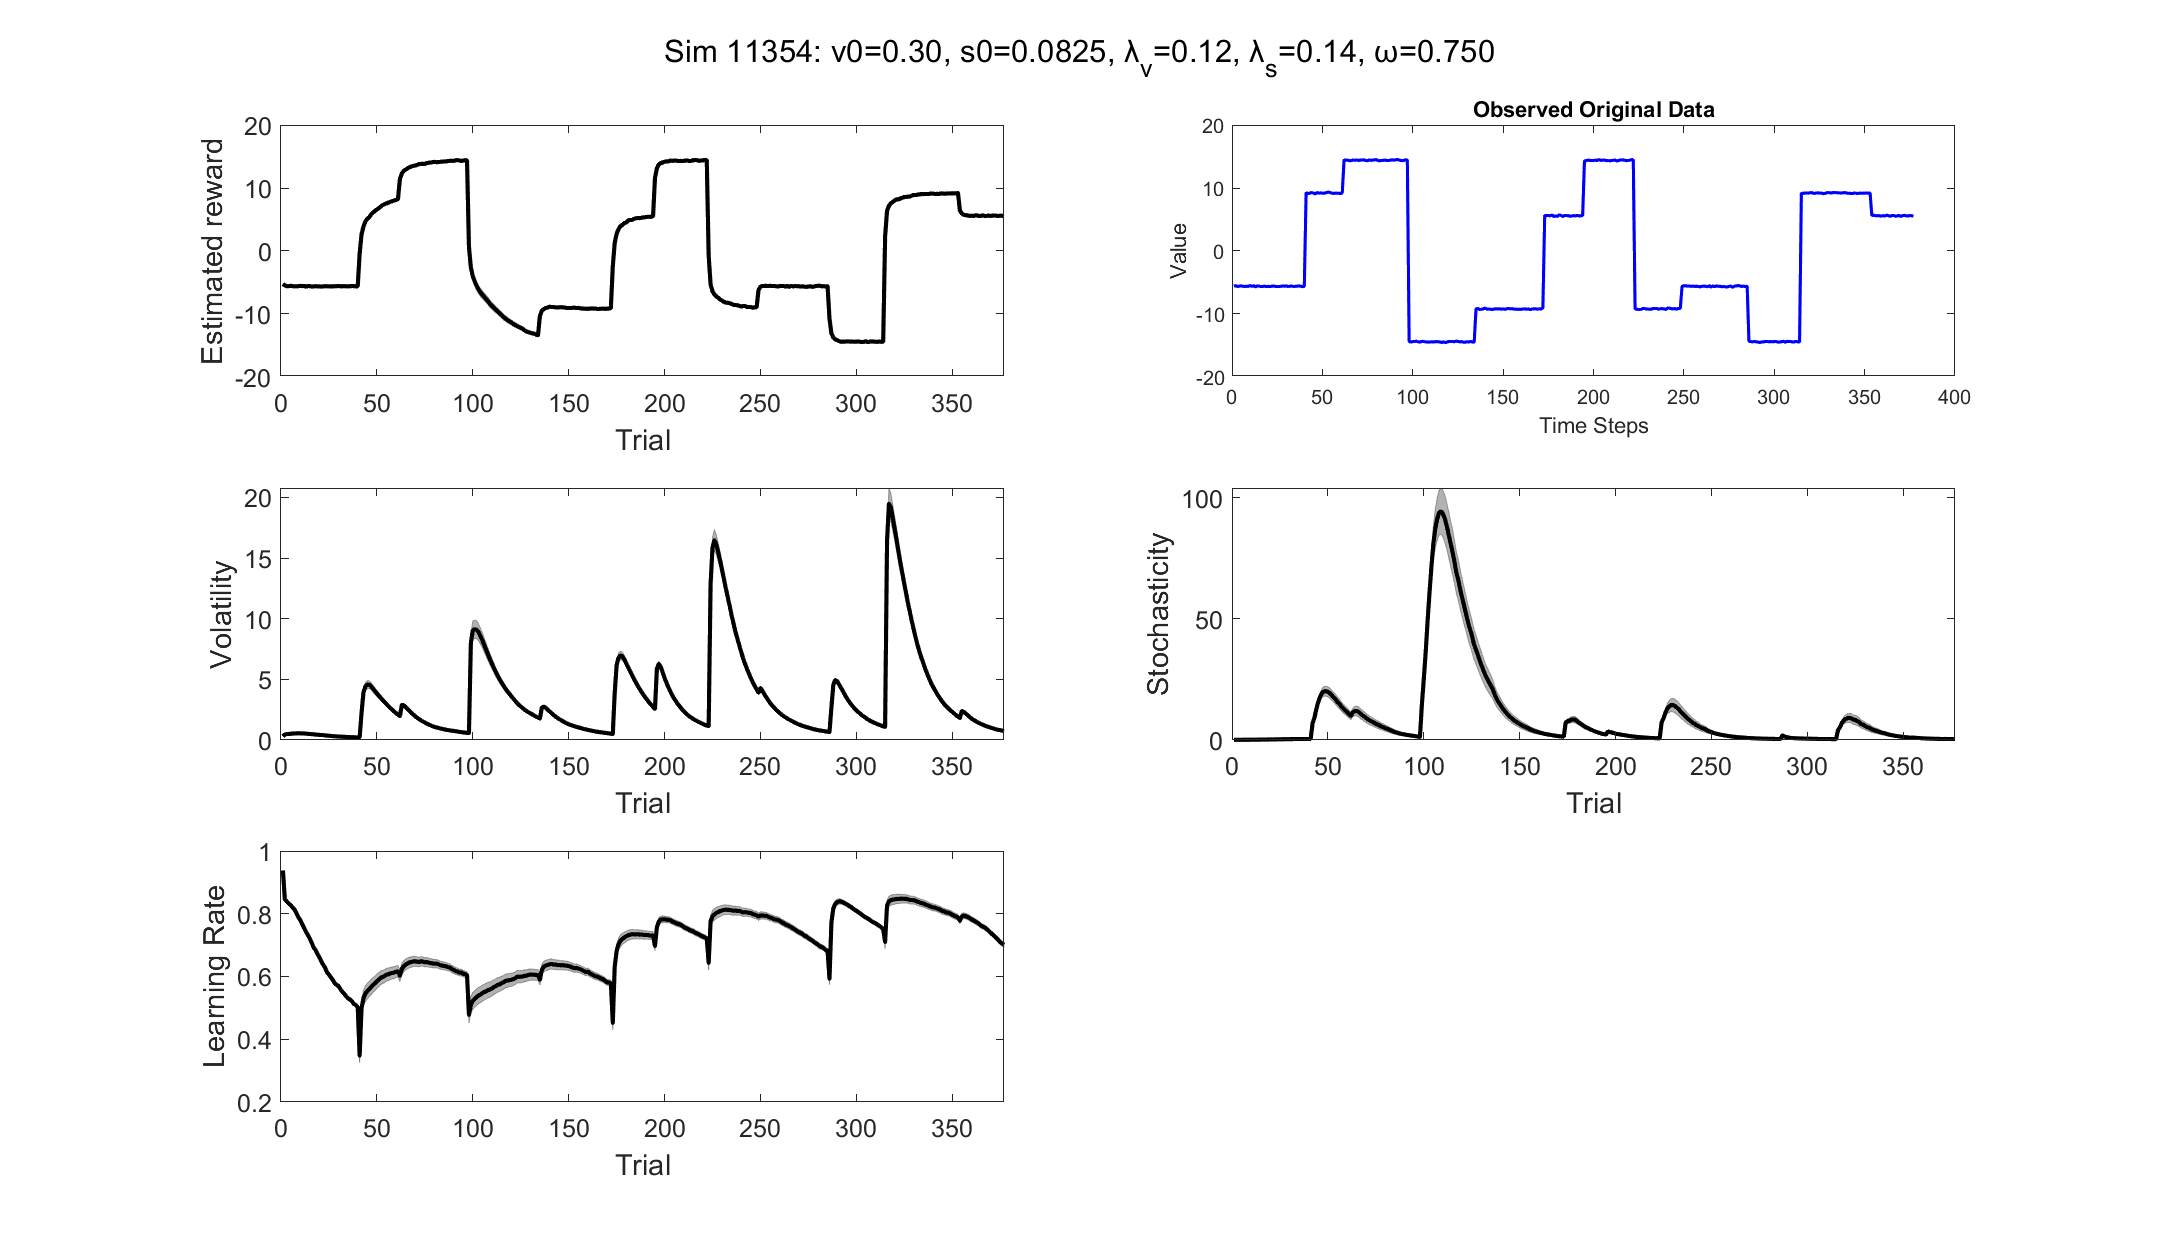 Sim 11354: v0=0.30, s0=0.0825, λ_v=0.12, λ_s=0.14, ω=0.750
Estimated reward
20
10
0
-10
-20
0 50 100 150 200 250 300 350
Trial
Observed Original Data
Value
20
10
0
-10
-20
0 50 100 150 200 250 300 350 400
Time Steps
Volatility
20
15
10
5
0
0 50 100 150 200 250 300 350
Trial
Stochasticity
100
50
0
0 50 100 150 200 250 300 350
Trial
Learning Rate
1
0.8
0.6
0.4
0.2
0 50 100 150 200 250 300 350
Trial